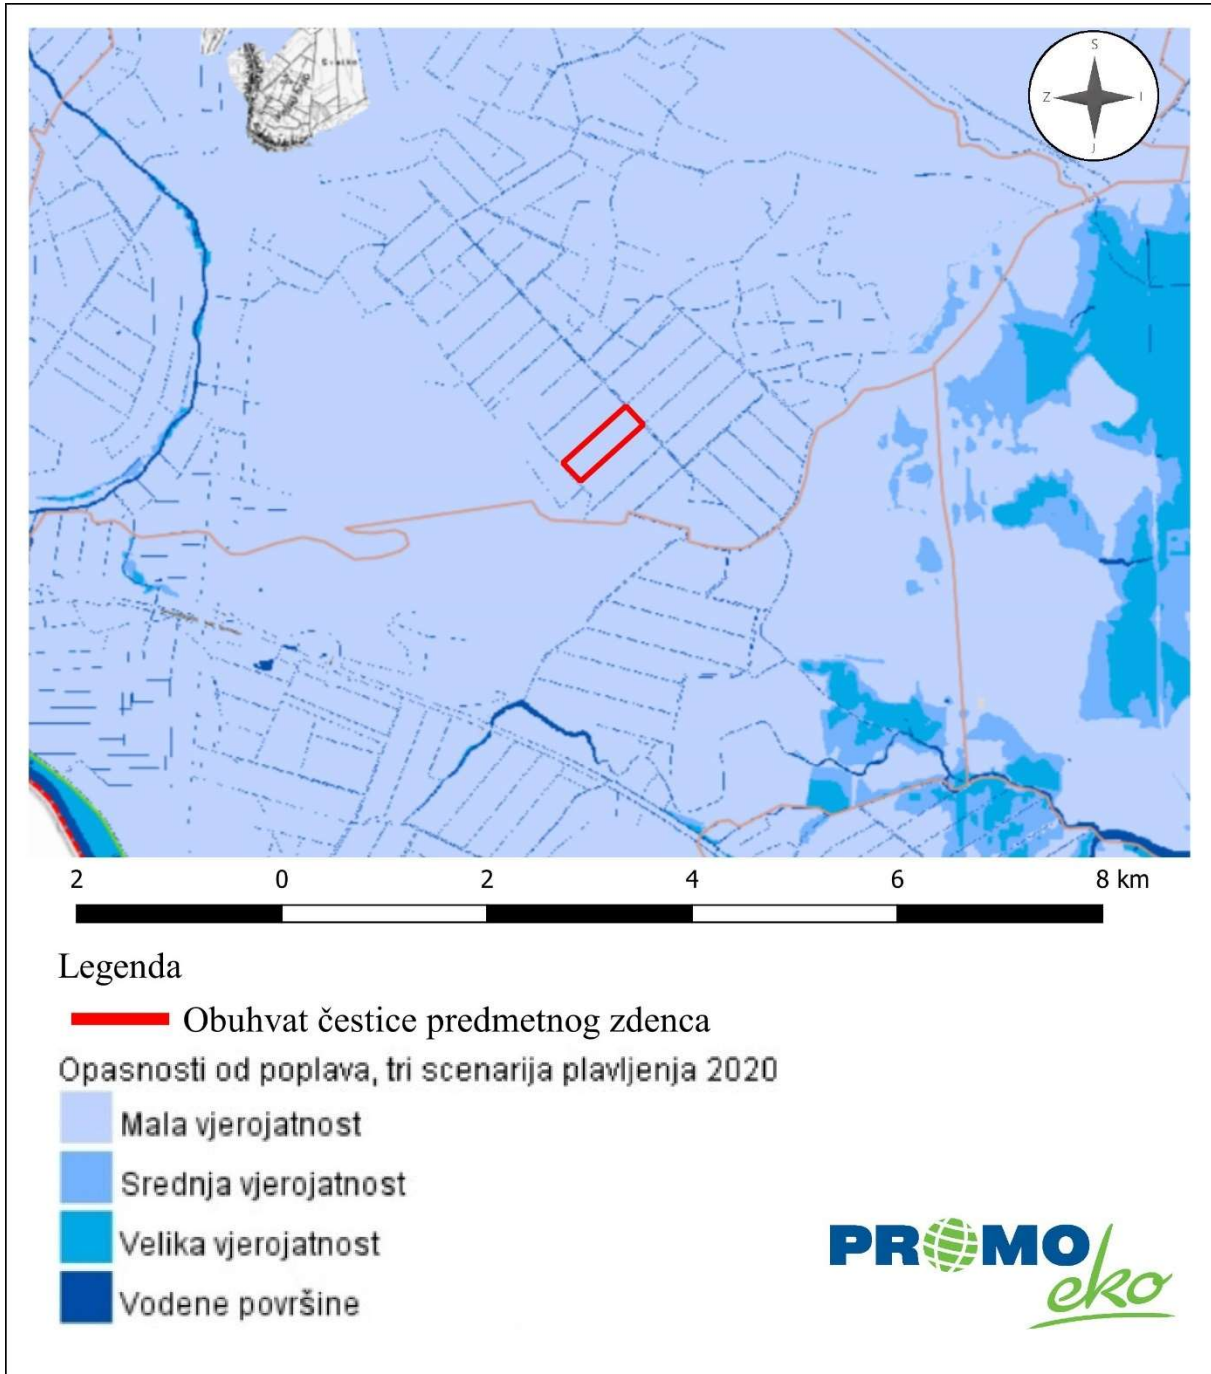 S
Z
I
J
2 0 2 4 6 8 km
Legenda
Obuhvat čestice predmetnog zdenca
Opasnosti od poplava, tri scenarija plavljenja 2020
Mala vjerojatnost
Srednja vjerojatnost
Velika vjerojatnost
Vodene površine
PROMO
eko